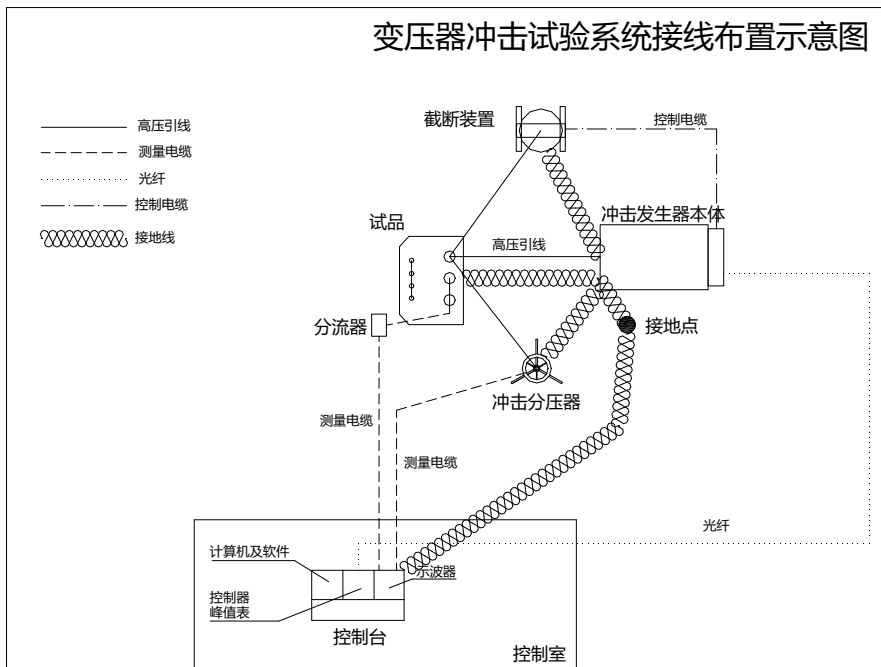 变压器冲击试验系统接线布置示意图
高压引线
测量电缆
光纤
控制电缆
接地线
截断装置
控制电缆
冲击发生器本体
试品
高压引线
分流器
接地点
冲击分压器
测量电缆
测量电缆
光纤
计算机及软件
示波器
控制器
峰值表
控制台
控制室